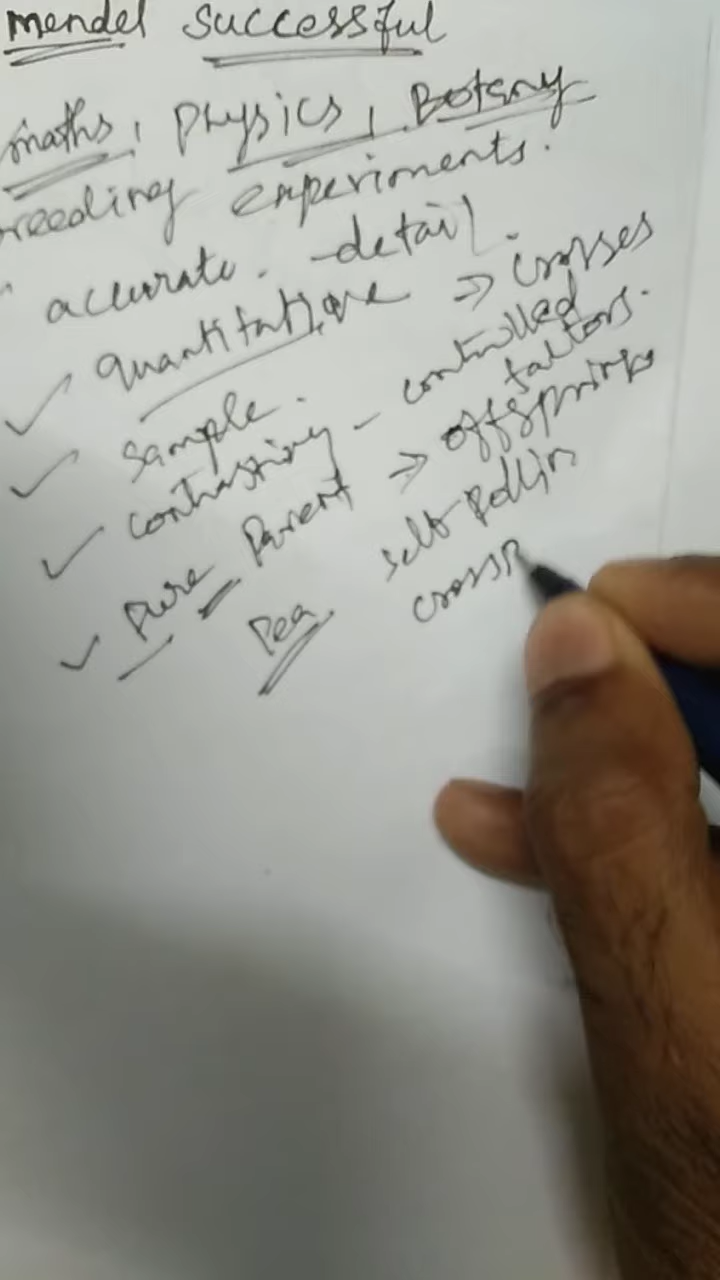 mendel successful
maths, Physics, Botany
reeding experiments.
accurate. detail.
✓ quantitative ⇒ crosses
✓ sample.
✓ contrasting - controlled factors.
✓ Pure Parent ⇒ offsprings
Pea self pollin
crossp